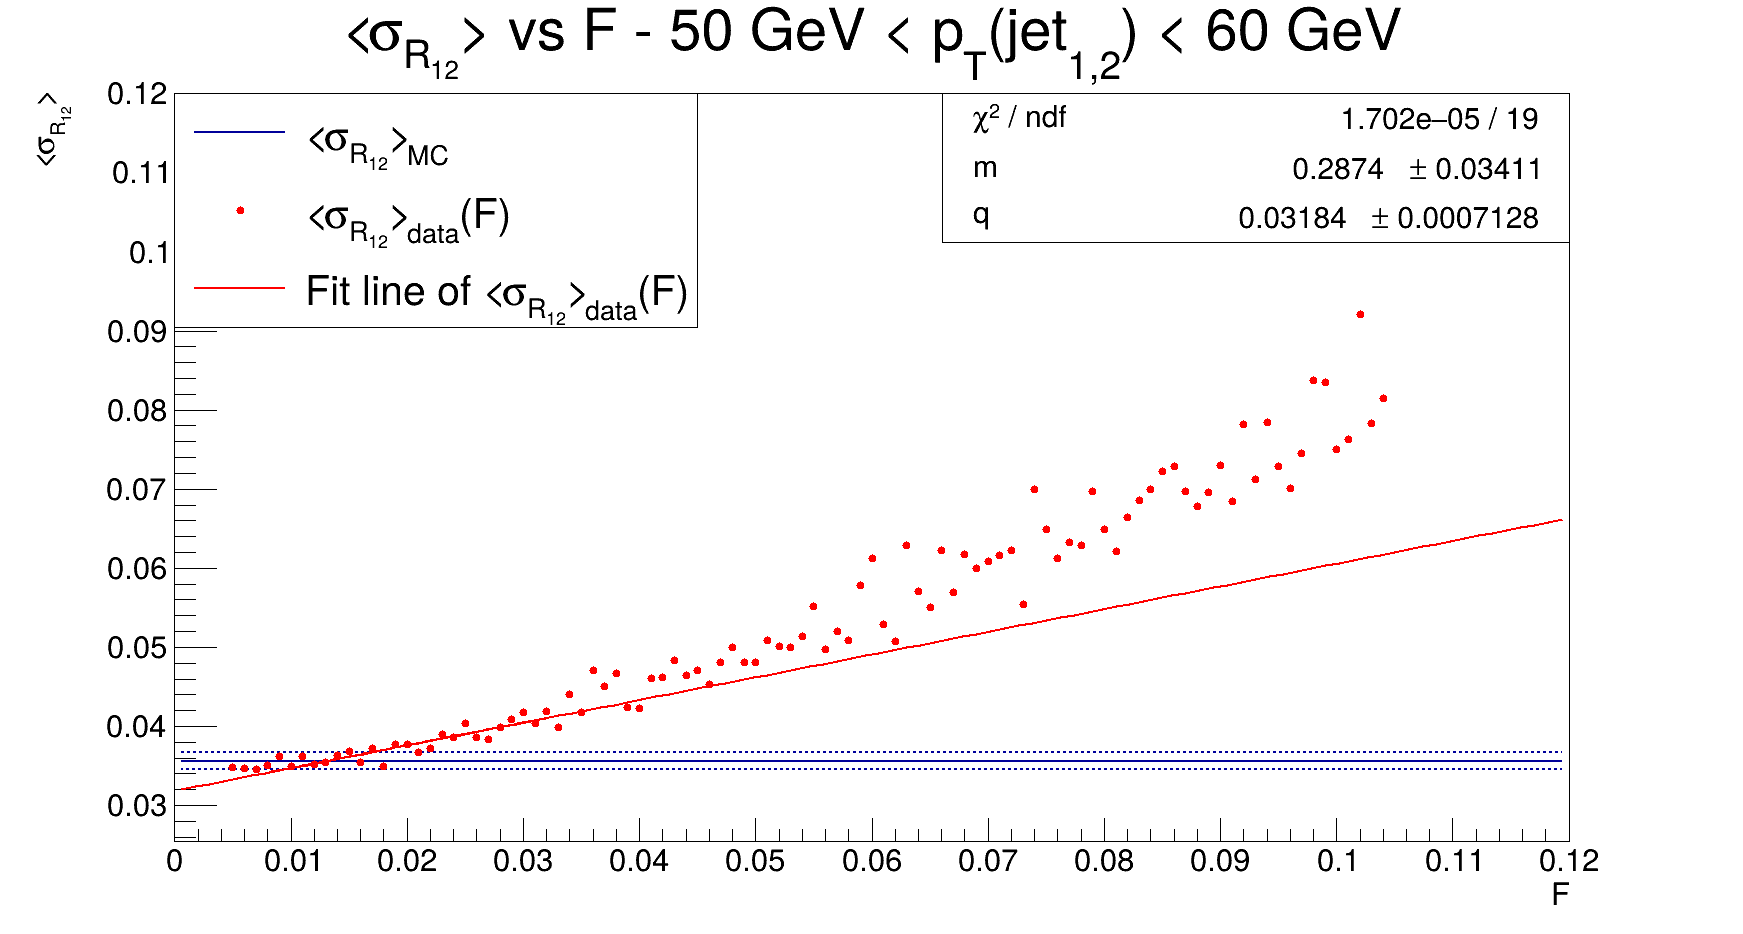 <σR12> vs F - 50 GeV < pT(jet1,2) < 60 GeV
<σR12>
0.12
0.11
0.1
0.09
0.08
0.07
0.06
0.05
0.04
0.03
<σR12>MC
<σR12>data(F)
Fit line of <σR12>data(F)
χ2 / ndf 1.702e–05 / 19
m 0.2874 ± 0.03411
q 0.03184 ± 0.0007128
0 0.01 0.02 0.03 0.04 0.05 0.06 0.07 0.08 0.09 0.1 0.11 0.12
F